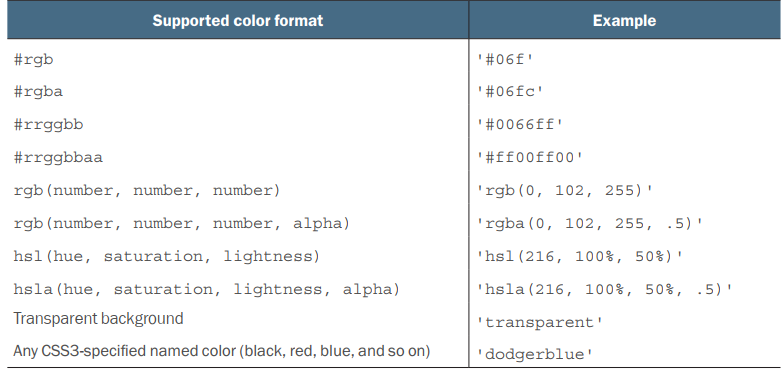 Supported color format Example
#rgb '#06f'
#rgba '#06fc'
#rrggbb '#0066ff'
#rrggbbaa '#ff00ff00'
rgb(number, number, number) 'rgb(0, 102, 255)'
rgb(number, number, number, alpha) 'rgba(0, 102, 255, .5)'
hsl(hue, saturation, lightness) 'hsl(216, 100%, 50%)'
hsla(hue, saturation, lightness, alpha) 'hsla(216, 100%, 50%, .5)'
Transparent background 'transparent'
Any CSS3-specified named color (black, red, blue, and so on) 'dodgerblue'